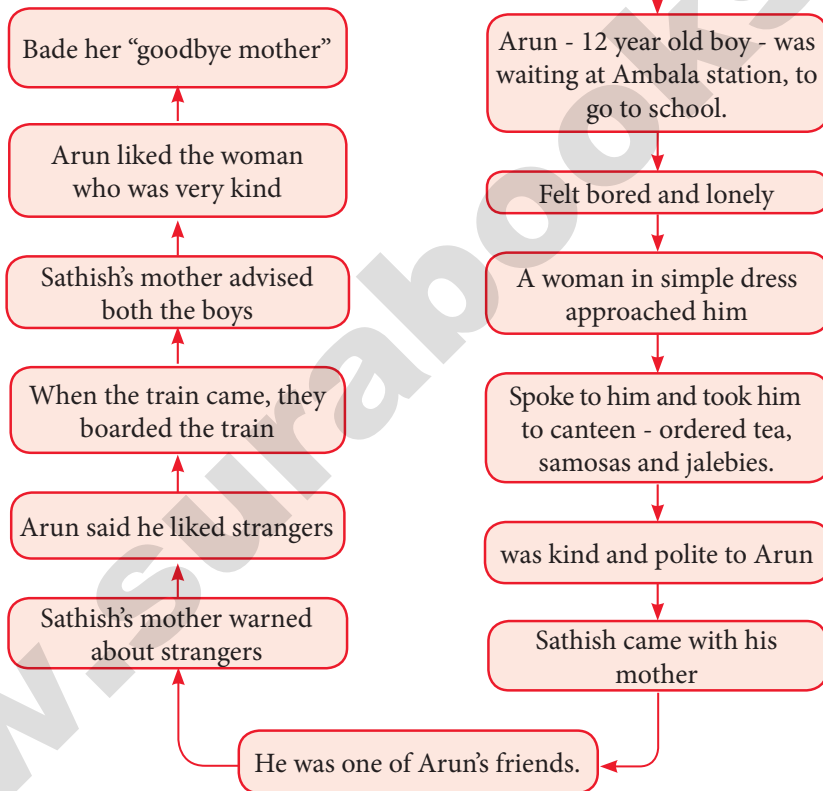 Arun - 12 year old boy - was
waiting at Ambala station, to
go to school.
Felt bored and lonely
A woman in simple dress
approached him
Spoke to him and took him
to canteen - ordered tea,
samosas and jalebies.
was kind and polite to Arun
Sathish came with his
mother
He was one of Arun's friends.
Sathish's mother warned
about strangers
Arun said he liked strangers
When the train came, they
boarded the train
Sathish's mother advised
both the boys
Arun liked the woman
who was very kind
Bade her “goodbye mother”
w.surabooks